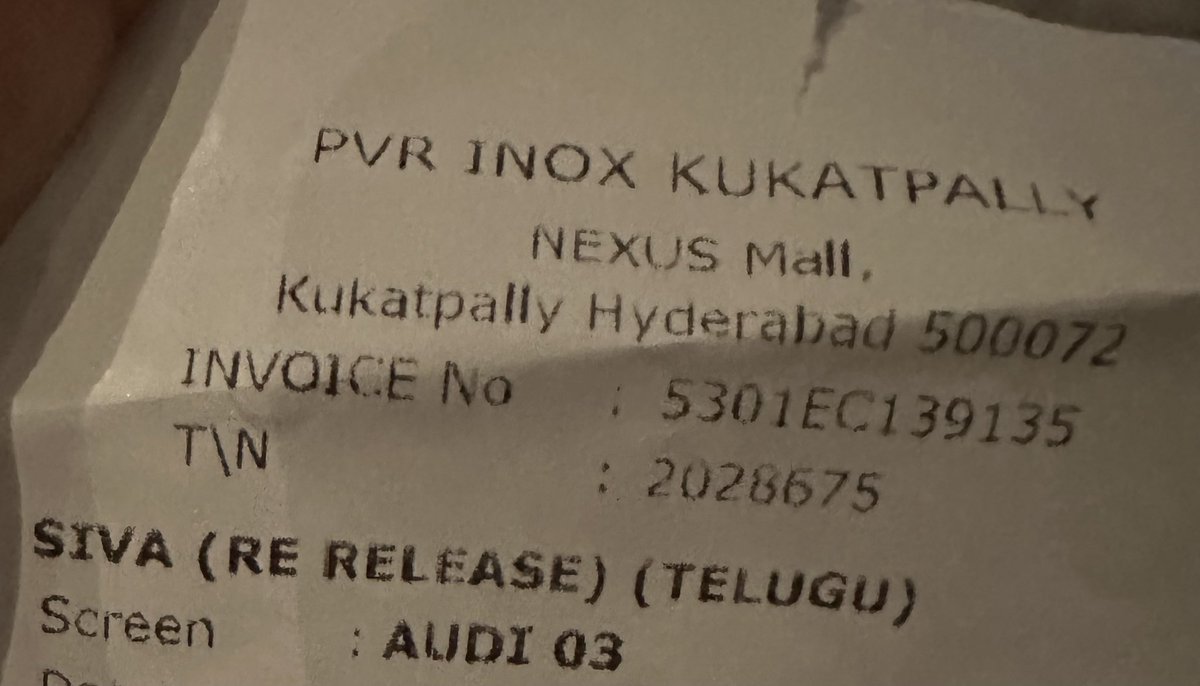 PVR INOX KUKATPALLY
NEXUS Mall,
Kukatpally Hyderabad 500072
INVOICE No : 5301EC139135
T\N : 2028675
SIVA (RE RELEASE) (TELUGU)
Screen : AUDI 03